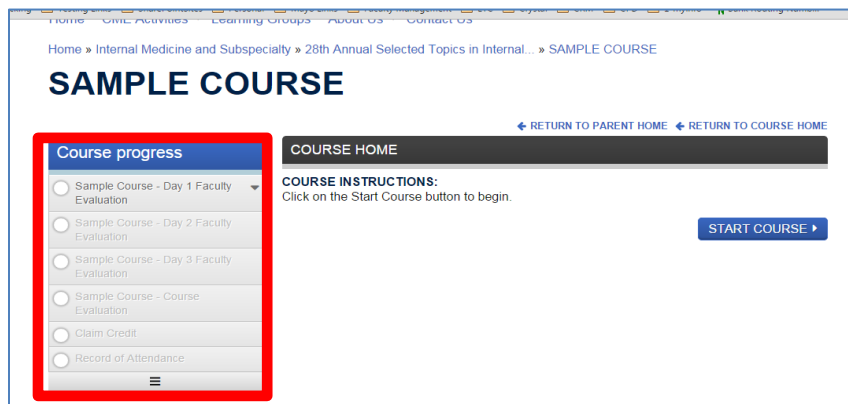 Home CME Activities Learning Groups About Us Contact Us
Home » Internal Medicine and Subspecialty » 28th Annual Selected Topics in Internal... » SAMPLE COURSE
SAMPLE COURSE
RETURN TO PARENT HOME RETURN TO COURSE HOME
Course progress
Sample Course - Day 1 Faculty
Evaluation
Sample Course - Day 2 Faculty
Evaluation
Sample Course - Day 3 Faculty
Evaluation
Sample Course - Course
Evaluation
Claim Credit
Record of Attendance
COURSE HOME
COURSE INSTRUCTIONS:
Click on the Start Course button to begin.
START COURSE